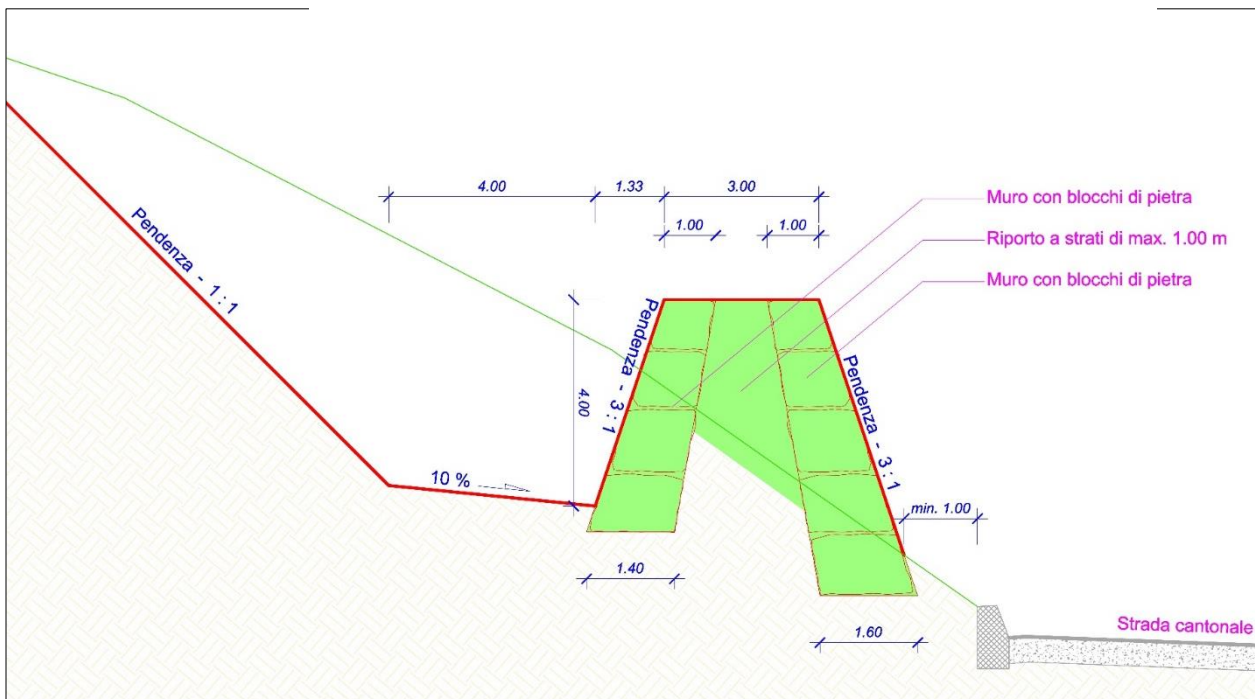 4.00
1.33
3.00
1.00
1.00
Muro con blocchi di pietra
Riporto a strati di max. 1.00 m
Muro con blocchi di pietra
Pendenza - 1:1
Pendenza - 3:1
4.00
Pendenza - 3:1
10 %
min. 1.00
1.40
1.60
Strada cantonale